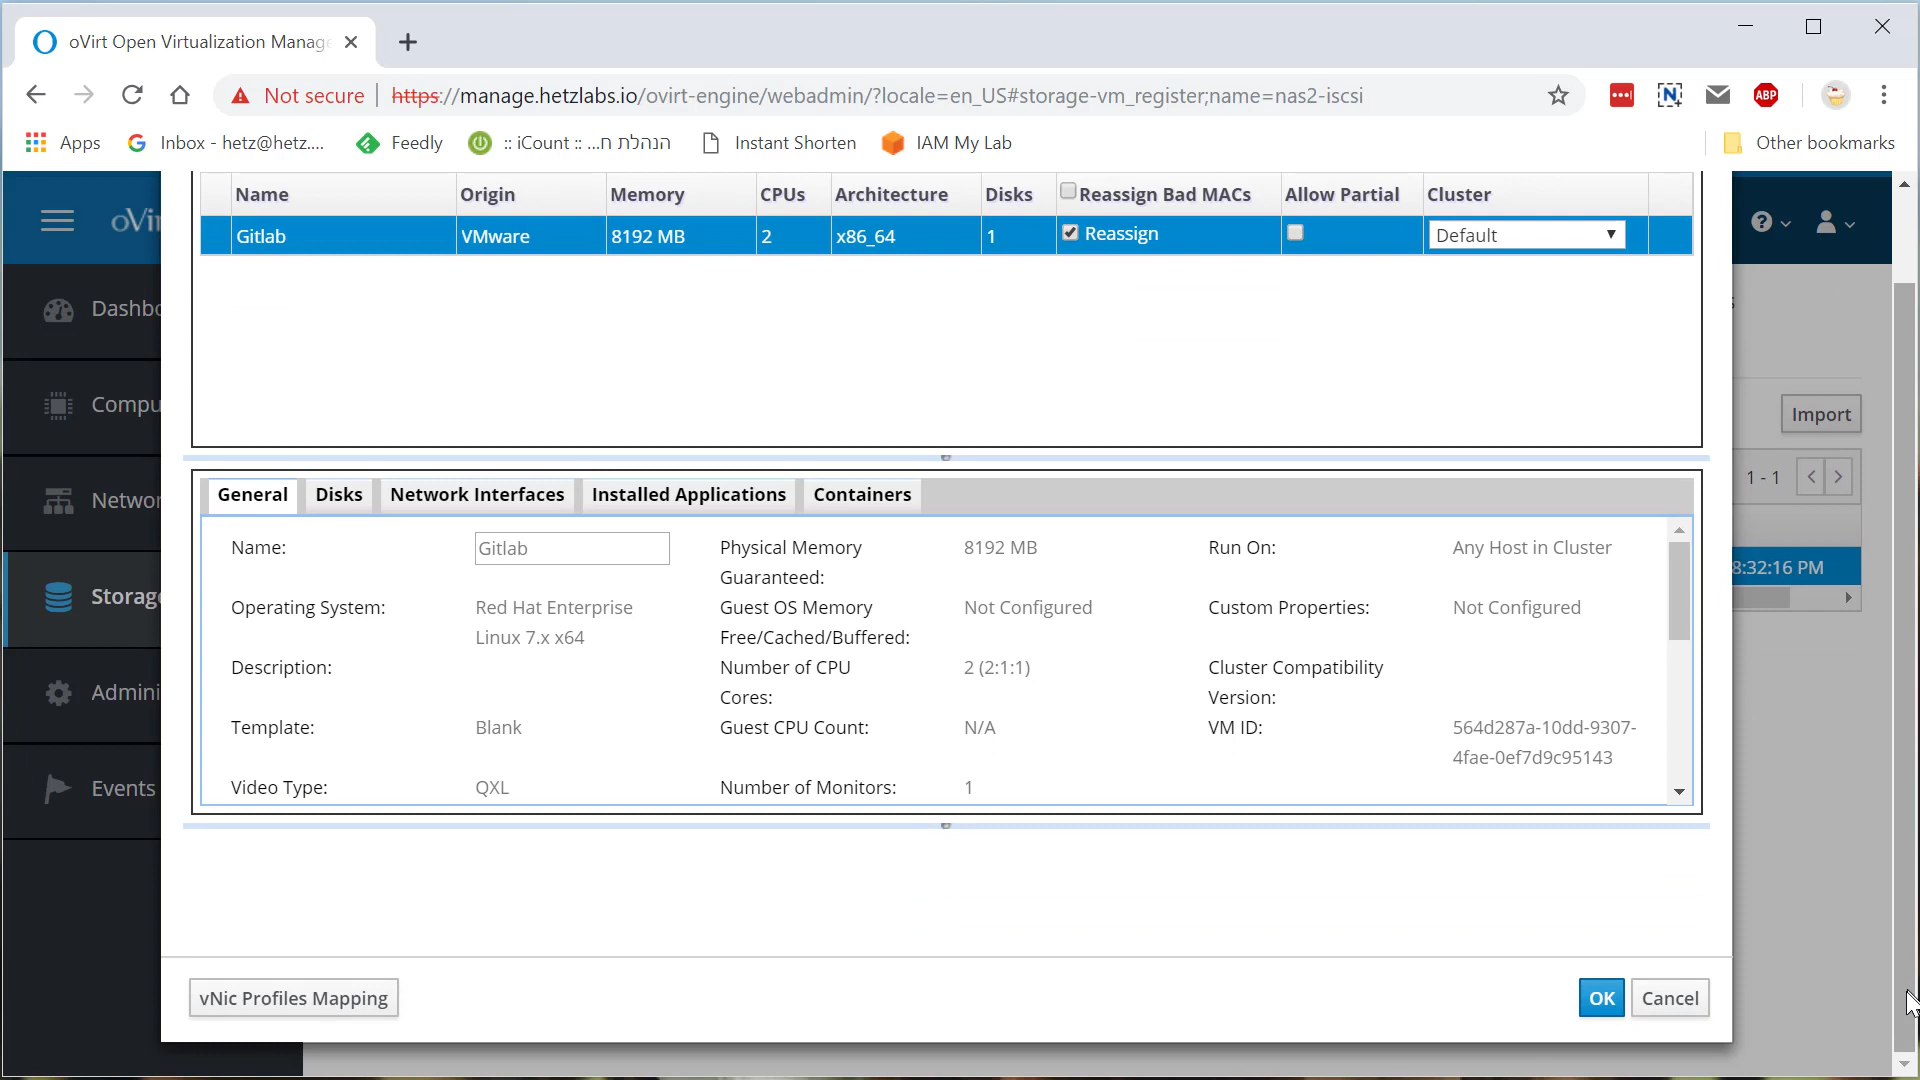 oVirt Open Virtualization Manage
Not secure
https://manage.hetzlabs.io/ovirt-engine/webadmin/?locale=en_US#storage-vm_register;name=nas2-iscsi
ABP
Apps
Inbox - hetz@hetz....
Feedly
:: iCount :: ...הנהלת ח
Instant Shorten
IAM My Lab
Other bookmarks
oVir
Name Origin Memory CPUs Architecture Disks Reassign Bad MACs Allow Partial Cluster
Gitlab VMware 8192 MB 2 x86_64 1 Reassign Default
Dashbo
Compu
Networ
Storag
Admini
Events
Import
1 - 1
8:32:16 PM
General Disks Network Interfaces Installed Applications Containers
Name: Gitlab
Physical Memory
Guaranteed:
8192 MB
Run On: Any Host in Cluster
Operating System: Red Hat Enterprise
Linux 7.x x64
Guest OS Memory
Free/Cached/Buffered:
Not Configured
Custom Properties: Not Configured
Description:
Number of CPU
Cores:
2 (2:1:1)
Cluster Compatibility
Version:
Template: Blank
Guest CPU Count: N/A
VM ID: 564d287a-10dd-9307-
4fae-0ef7d9c95143
Video Type: QXL
Number of Monitors: 1
vNic Profiles Mapping
OK
Cancel